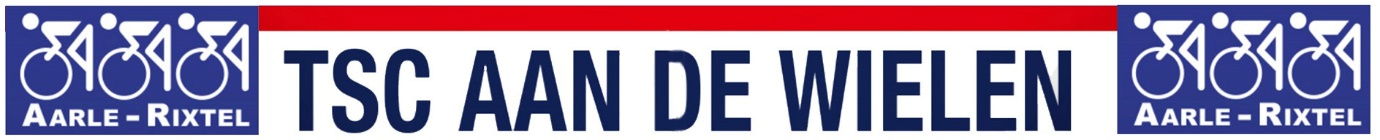 AARLE-RIXTEL
TSC AAN DE WIELEN
AARLE-RIXTEL